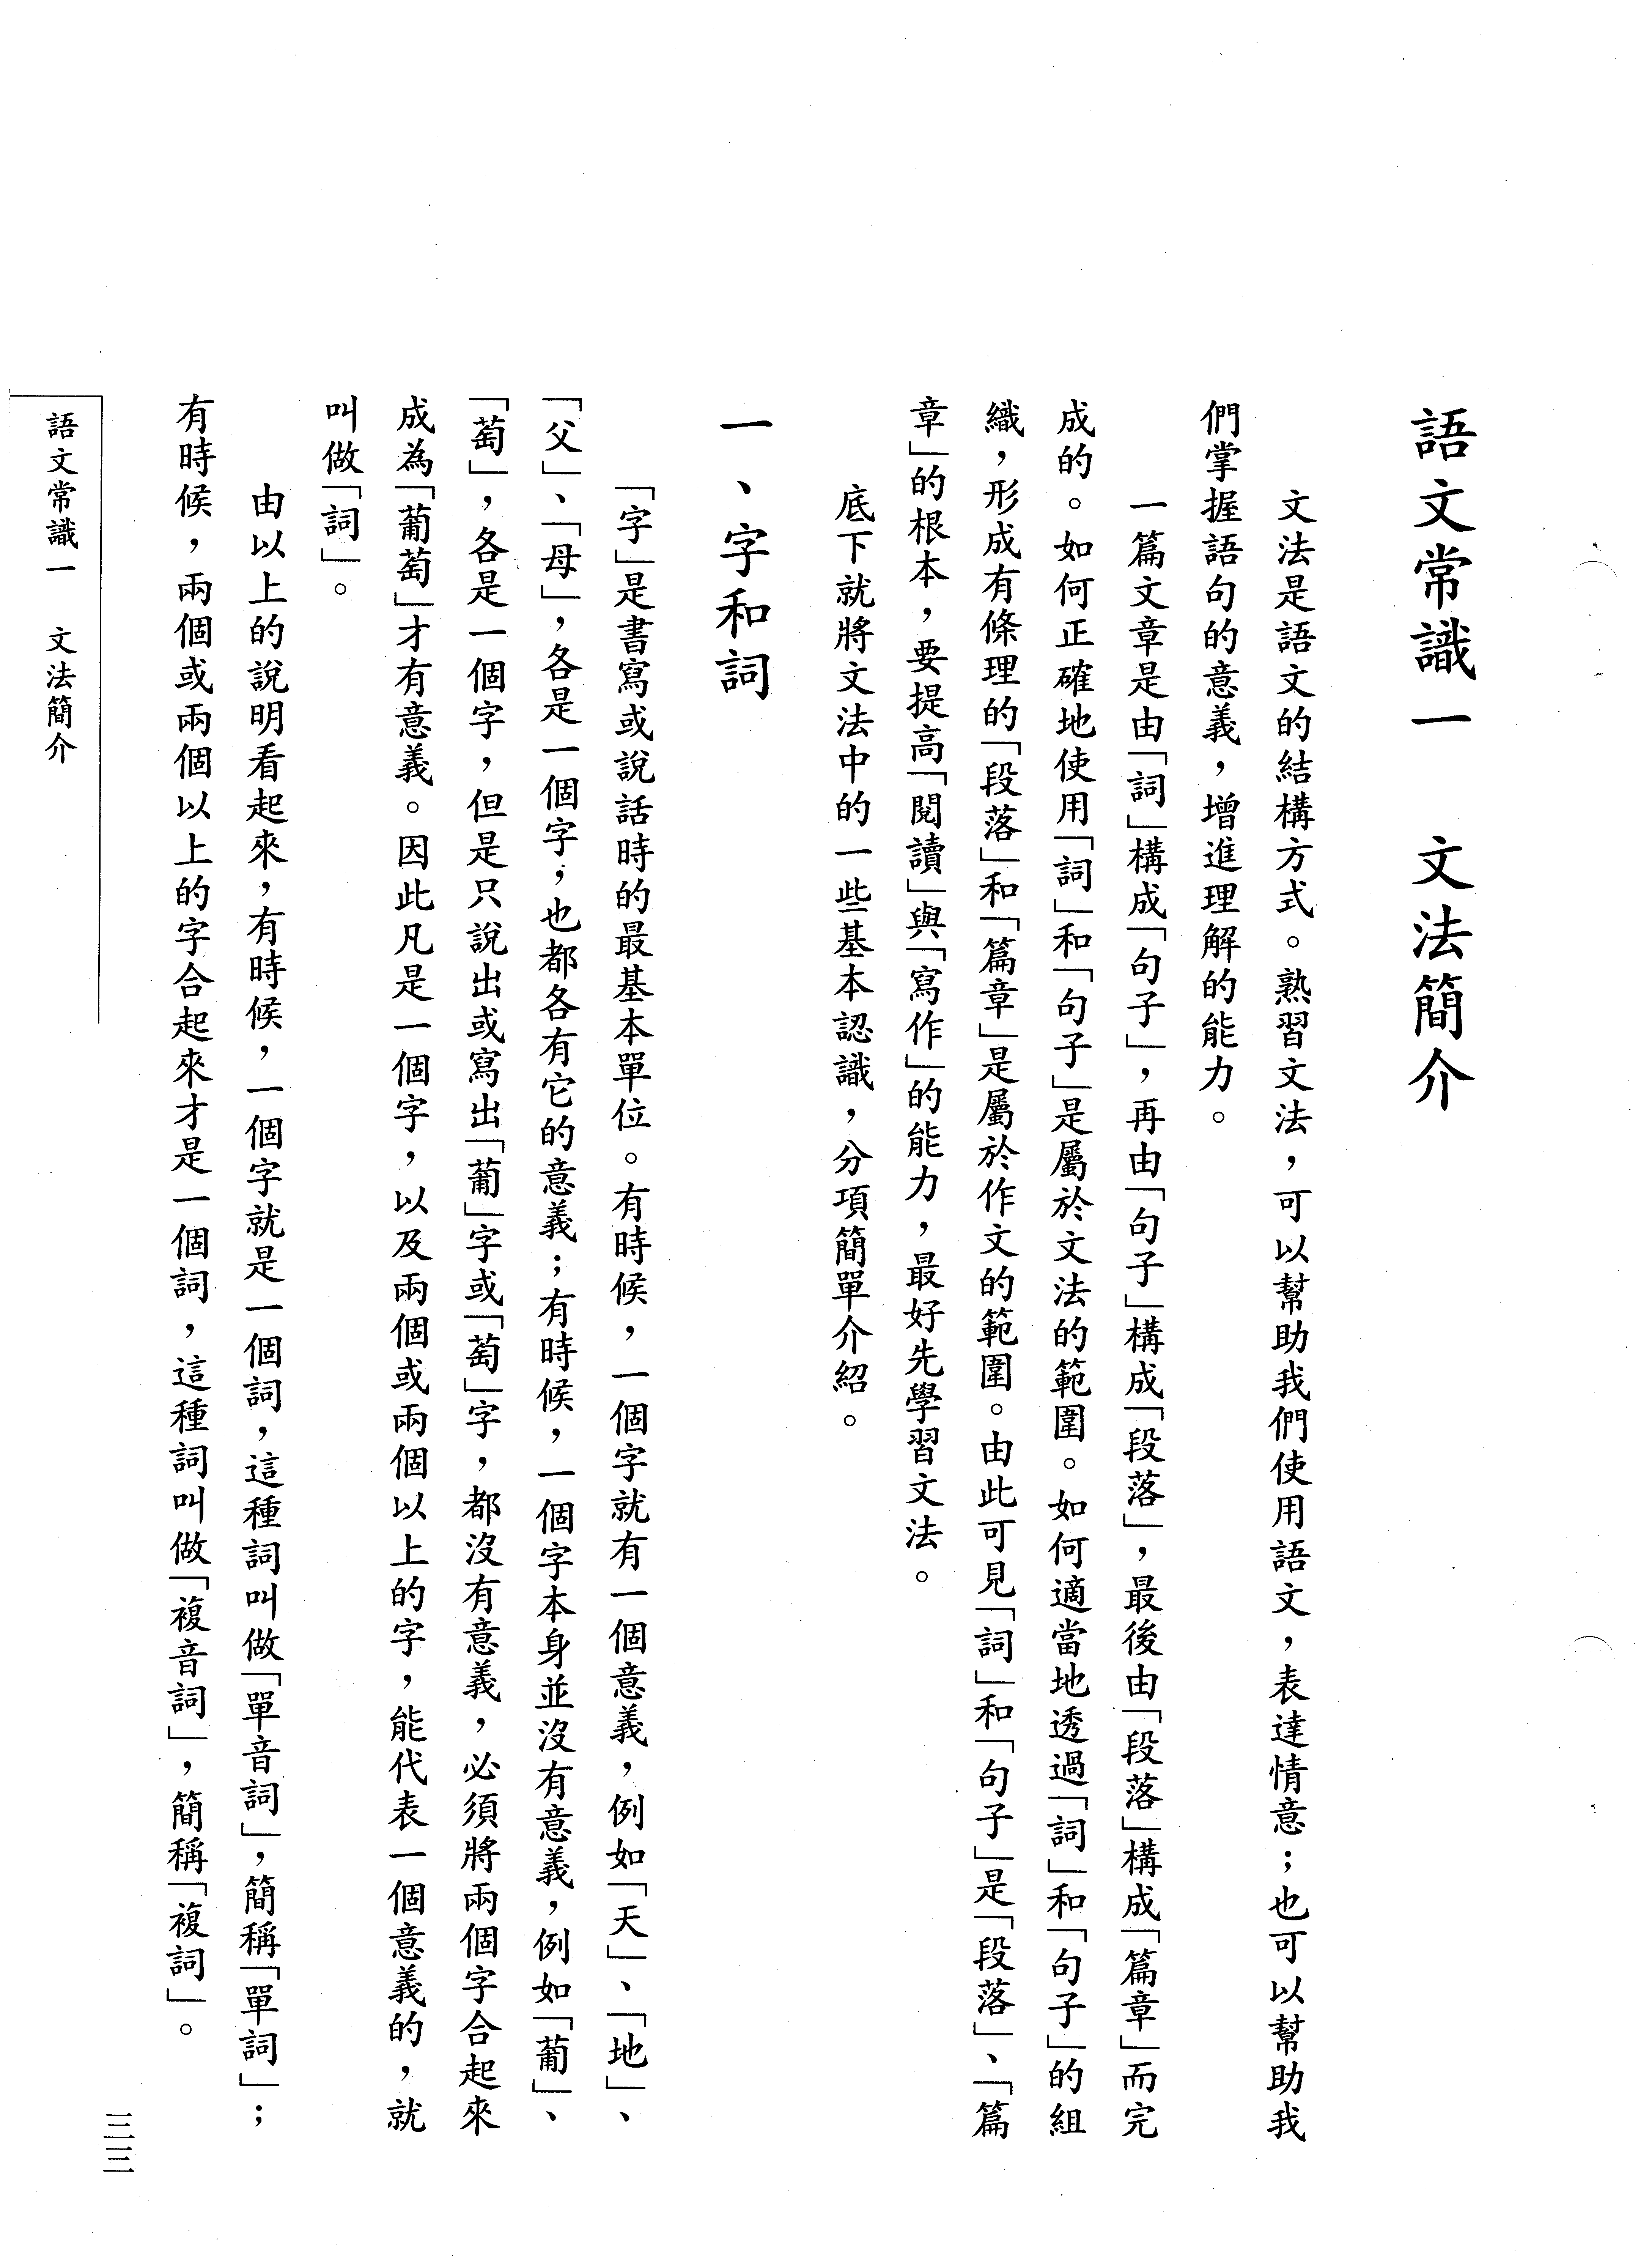 語文常識一　文法簡介
文法是語文的結構方式。熟習文法，可以幫助我們使用語文，表達情意；也可以幫助我
們掌握語句的意義，增進理解的能力。
一篇文章是由「詞」構成「句子」，再由「句子」構成「段落」，最後由「段落」構成「篇章」而完
成的。如何正確地使用「詞」和「句子」是屬於文法的範圍。如何適當地透過「詞」和「句子」的組
織，形成有條理的「段落」和「篇章」是屬於作文的範圍。由此可見「詞」和「句子」是「段落」、「篇
章」的根本，要提高「閱讀」與「寫作」的能力，最好先學習文法。
底下就將文法中的一些基本認識，分項簡單介紹。
一、字和詞
「字」是書寫或說話時的最基本單位。有時候，一個字就有一個意義，例如「天」、「地」、
「父」、「母」，各是一個字，也都各有它的意義；有時候，一個字本身並沒有意義，例如「葡」、
「萄」，各是一個字，但是只說出或寫出「葡」字或「萄」字，都沒有意義，必須將兩個字合起來
成為「葡萄」才有意義。因此凡是一個字，以及兩個或兩個以上的字，能代表一個意義的，就
叫做「詞」。
由以上的說明看起來，有時候，一個字就是一個詞，這種詞叫做「單音詞」，簡稱「單詞」；
有時候，兩個或兩個以上的字合起來才是一個詞，這種詞叫做「複音詞」，簡稱「複詞」。
語文常識一　文法簡介
三三